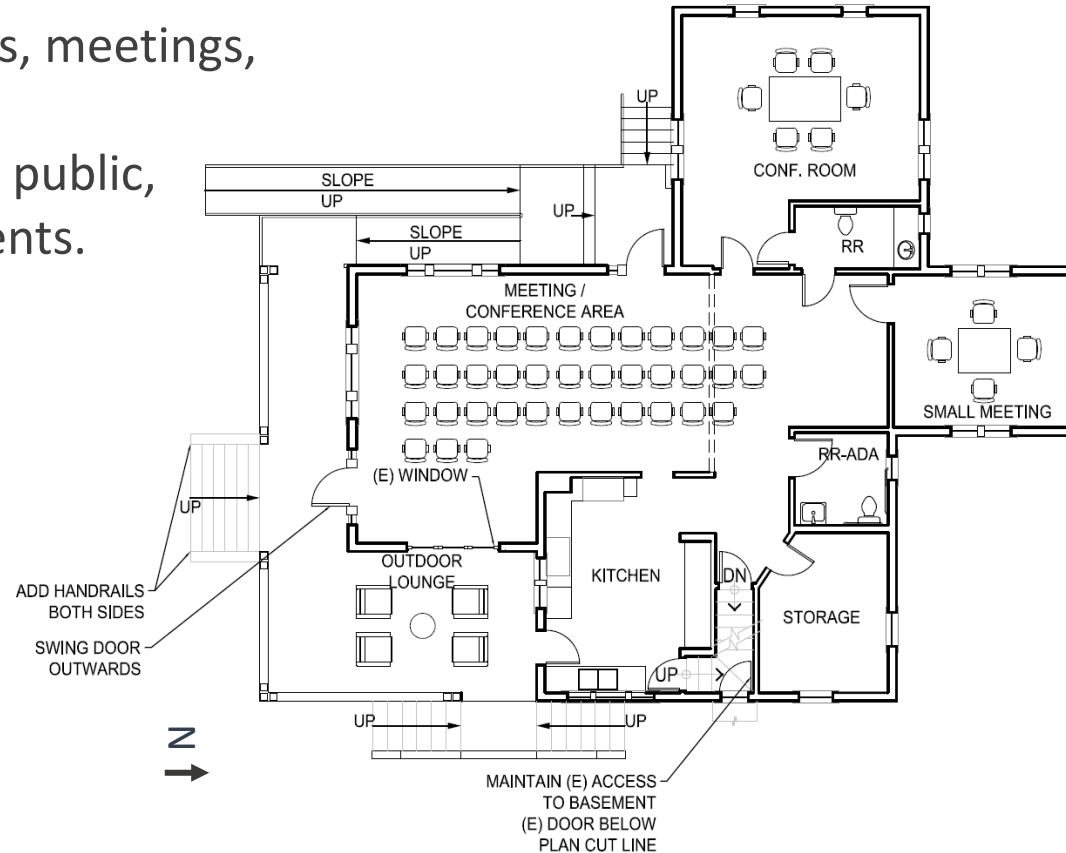 s, meetings,
public,
ents.
UP
CONF. ROOM
SLOPE
UP
UP
SLOPE
UP
RR
MEETING /
CONFERENCE AREA
SMALL MEETING
RR-ADA
(E) WINDOW
UP
OUTDOOR
LOUNGE
KITCHEN
DN
STORAGE
ADD HANDRAILS
BOTH SIDES
SWING DOOR
OUTWARDS
UP
UP
UP
N
MAINTAIN (E) ACCESS
TO BASEMENT
(E) DOOR BELOW
PLAN CUT LINE